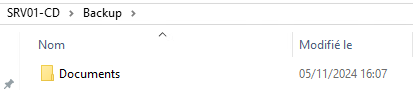 SRV01-CD > Backup >
Nom Modifié le
Documents 05/11/2024 16:07